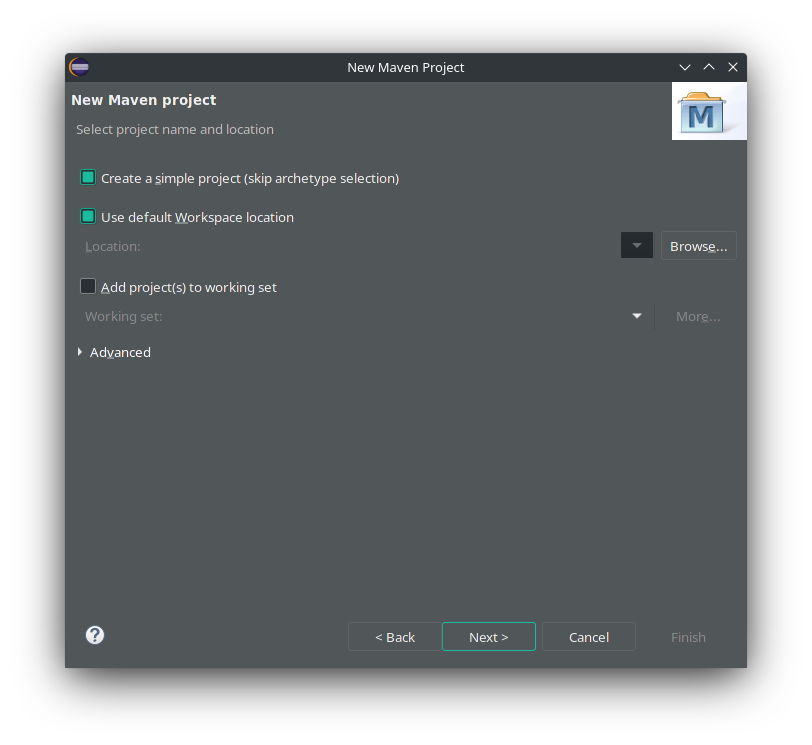 New Maven Project
New Maven project
Select project name and location
M
Create a simple project (skip archetype selection)
Use default Workspace location
Location:
Browse...
Add project(s) to working set
Working set:
More...
Advanced
?
< Back
Next >
Cancel
Finish